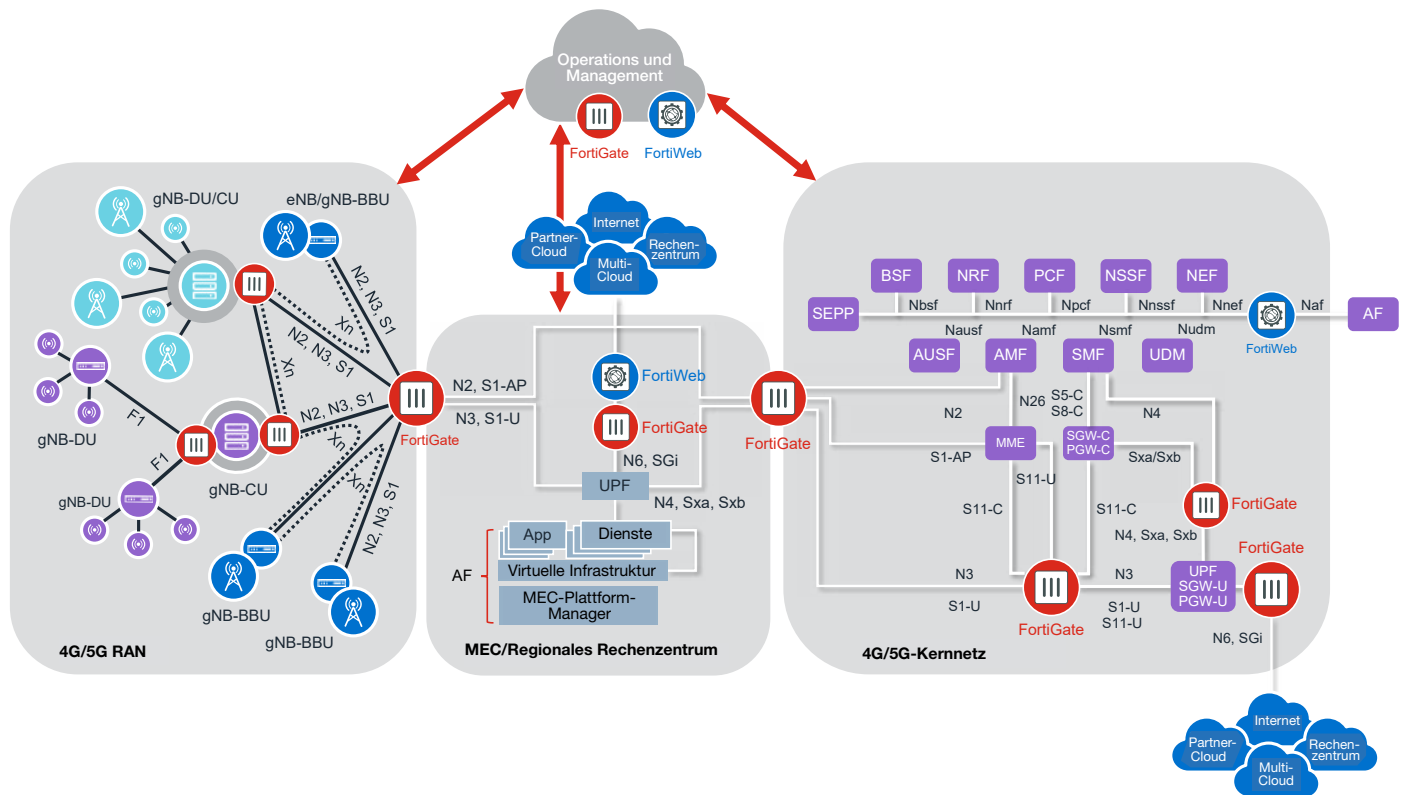 Operations und
Management
FortiGate
FortiWeb
gNB-DU/CU
eNB/gNB-BBU
N2, N3, S1
Xn
N2, N3, S1
Xn
N2, N3, S1
gNB-DU
F1
F1
gNB-DU
gNB-CU
Xn
Xn
N2, N3, S1
gNB-BBU
gNB-BBU
FortiGate
4G/5G RAN
Internet
Partner-
Cloud
Rechen-
zentrum
Multi-
Cloud
N2, S1-AP
N3, S1-U
FortiWeb
FortiGate
N6, SGi
UPF
N4, Sxa, Sxb
App
Dienste
AF
Virtuelle Infrastruktur
MEC-Plattform-
Manager
MEC/Regionales Rechenzentrum
FortiGate
BSF
NRF
PCF
NSSF
NEF
SEPP
Nbsf
Nnrf
Npcf
Nnssf
Nnef
Naf
AF
Nausf
Namf
Nsmf
Nudm
FortiWeb
AUSF
AMF
SMF
UDM
N2
N26
S5-C
S8-C
N4
MME
SGW-C
PGW-C
S1-AP
Sxa/Sxb
S11-U
S11-C
S11-C
FortiGate
N4, Sxa, Sxb
FortiGate
N3
N3
UPF
SGW-U
PGW-U
S1-U
S1-U
S11-U
FortiGate
N6, SGi
4G/5G-Kernnetz
Internet
Partner-
Cloud
Rechen-
zentrum
Multi-
Cloud